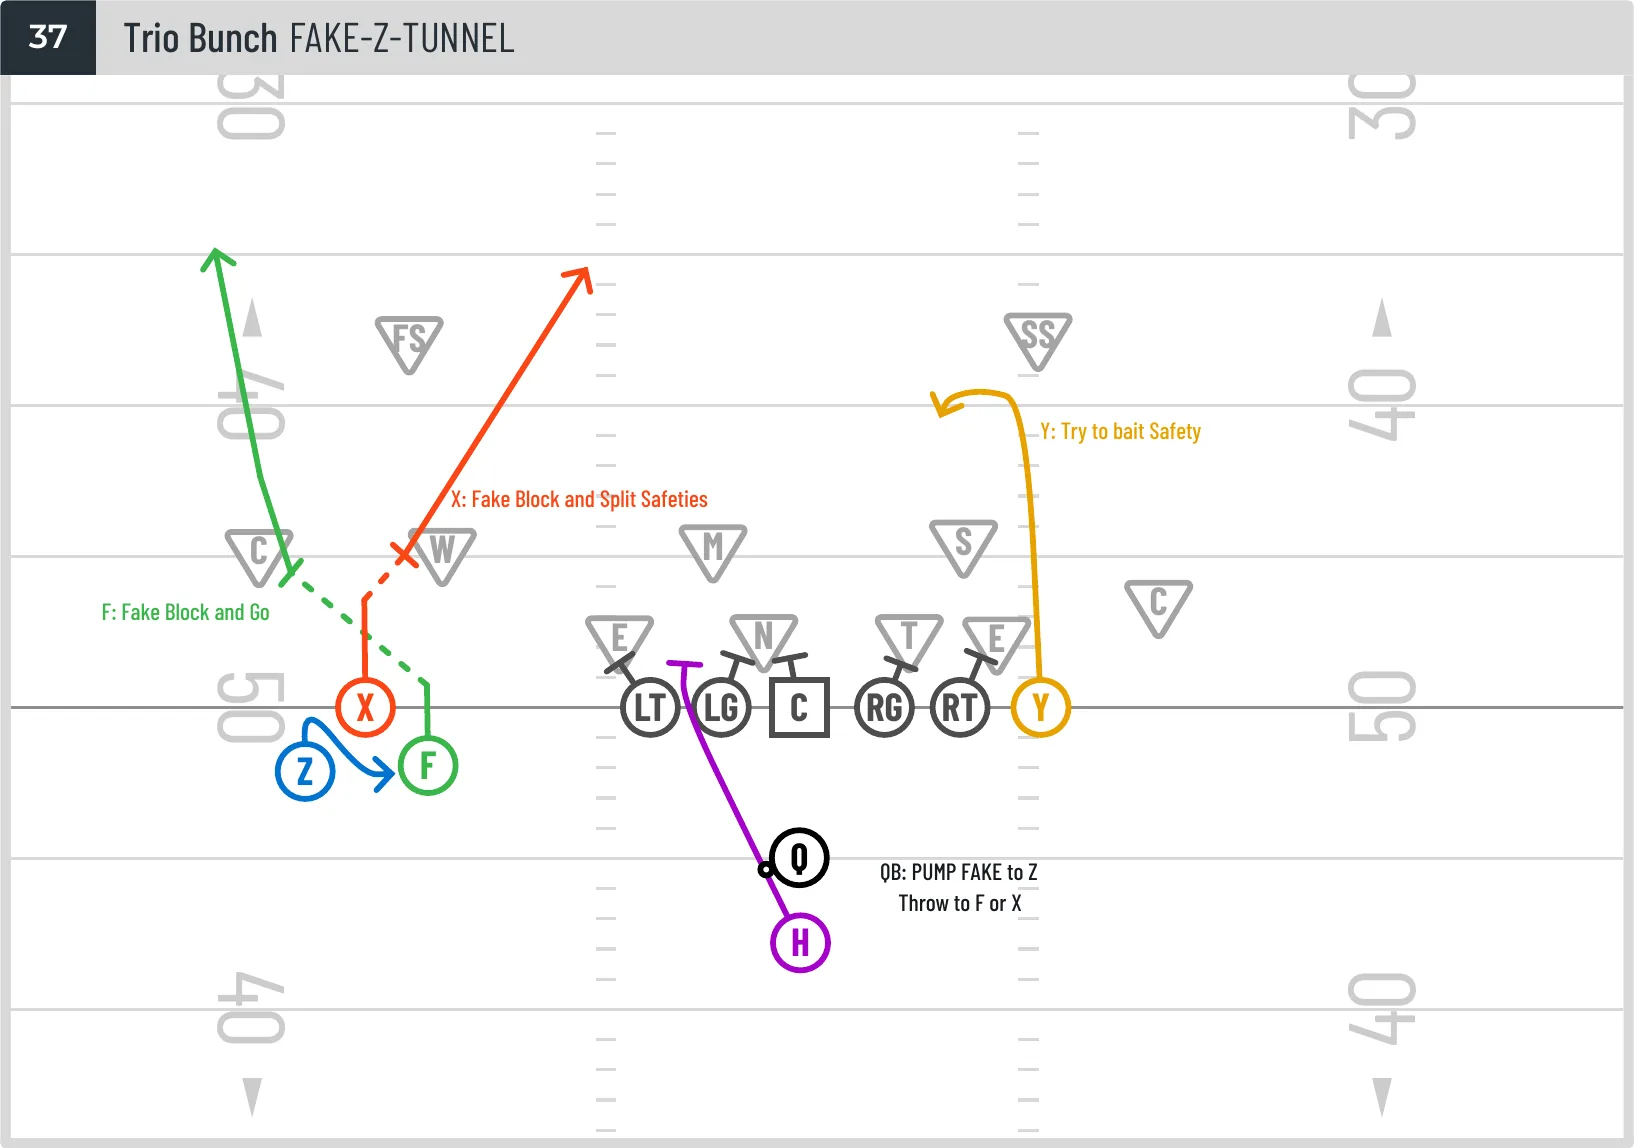 37
Trio Bunch FAKE-Z-TUNNEL
30 30
FS SS
40 40
Y: Try to bait Safety
X: Fake Block and Split Safeties
C W M S
C
F: Fake Block and Go
E N T E
50 X LT LG C RG RT Y 50
Z F
Q
QB: PUMP FAKE to Z
Throw to F or X
H
40 40